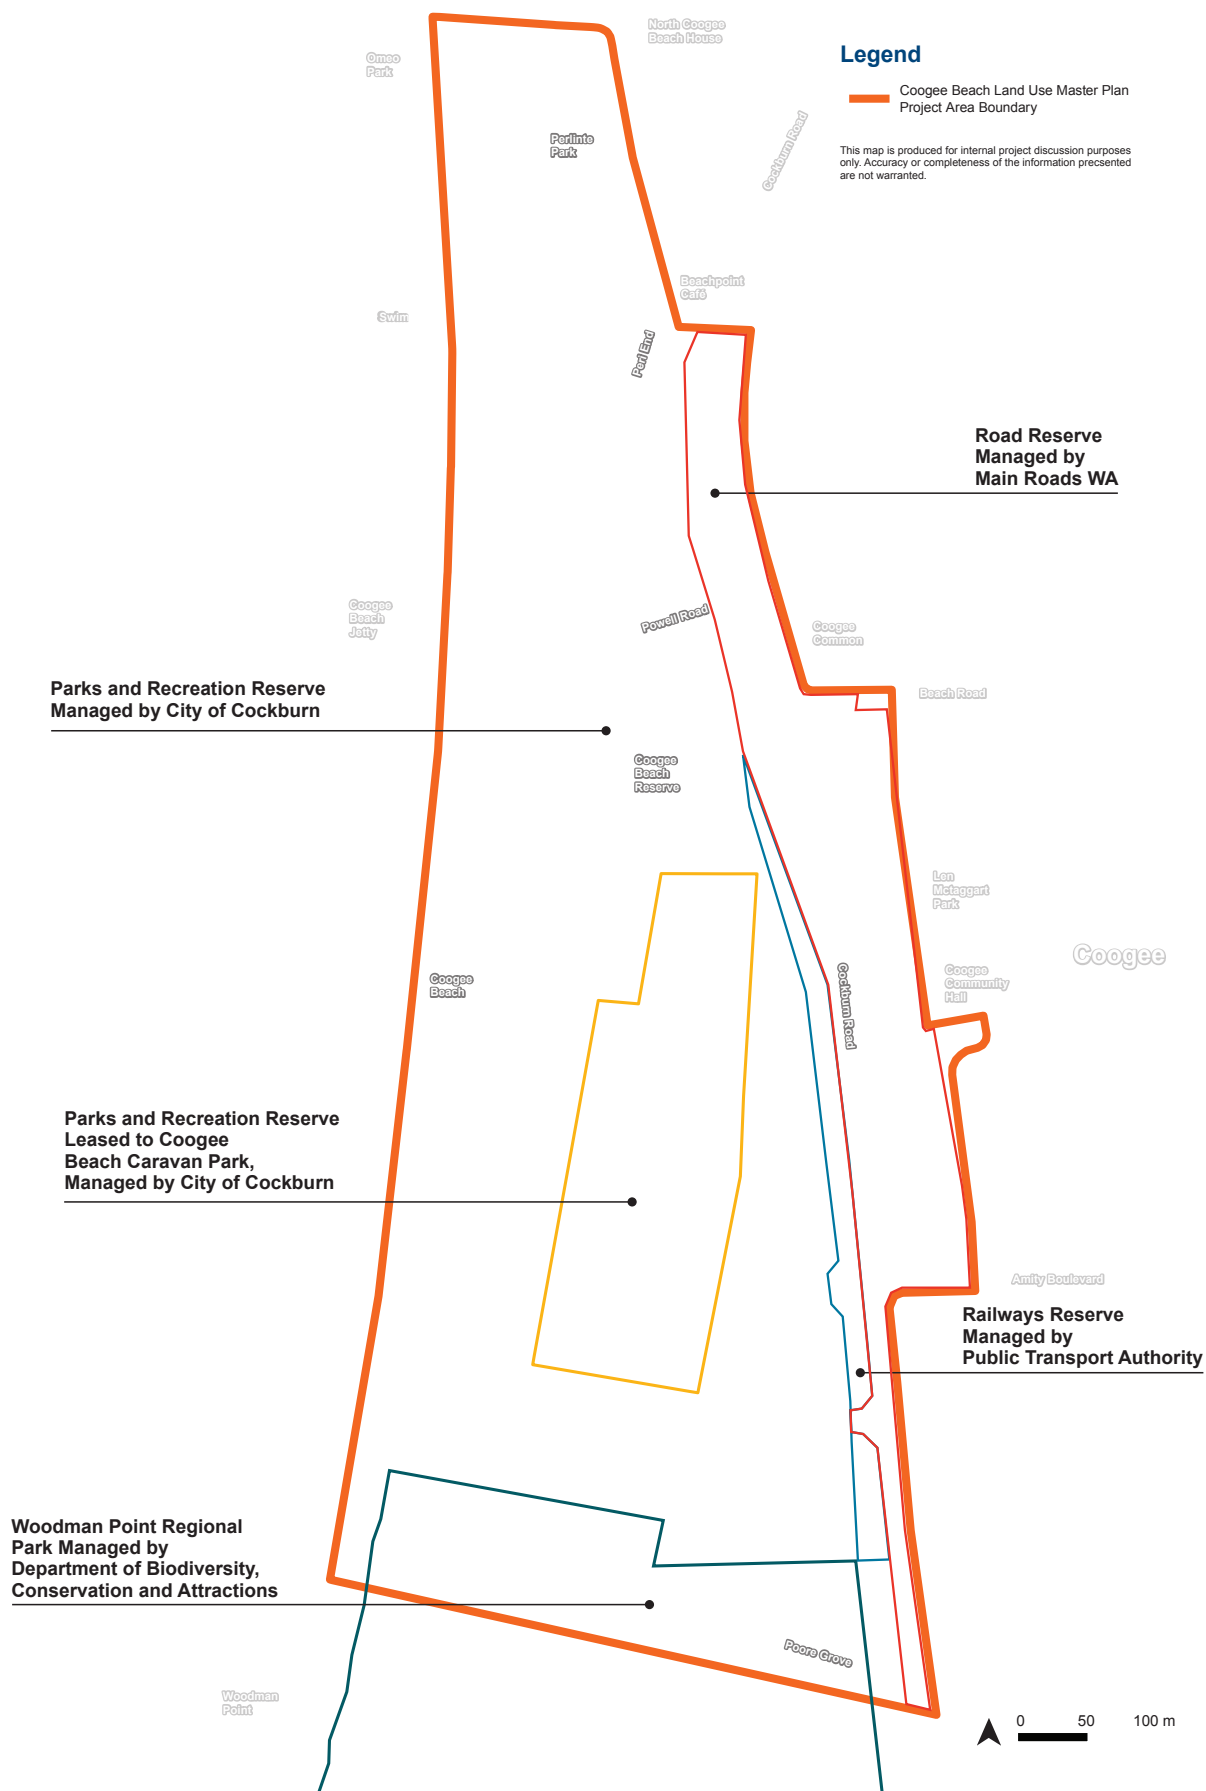 North Coogee
Beach House
Omeo
Park
Legend
Coogee Beach Land Use Master Plan
Project Area Boundary
This map is produced for internal project discussion purposes
only. Accuracy or completeness of the information precsented
are not warranted.
Cockburn Road
Perlinte
Park
Beachpoint
Café
Swim
Perl End
Road Reserve
Managed by
Main Roads WA
Coogee
Beach
Jetty
Powell Road
Coogee
Common
Parks and Recreation Reserve
Managed by City of Cockburn
Beach Road
Coogee
Beach
Reserve
Len
Mctaggart
Park
Coogee
Coogee
Community
Hall
Coogee
Beach
Cockburn Road
Parks and Recreation Reserve
Leased to Coogee
Beach Caravan Park,
Managed by City of Cockburn
Amity Boulevard
Railways Reserve
Managed by
Public Transport Authority
Woodman Point Regional
Park Managed by
Department of Biodiversity,
Conservation and Attractions
Poore Grove
Woodman
Point
0 50 100 m